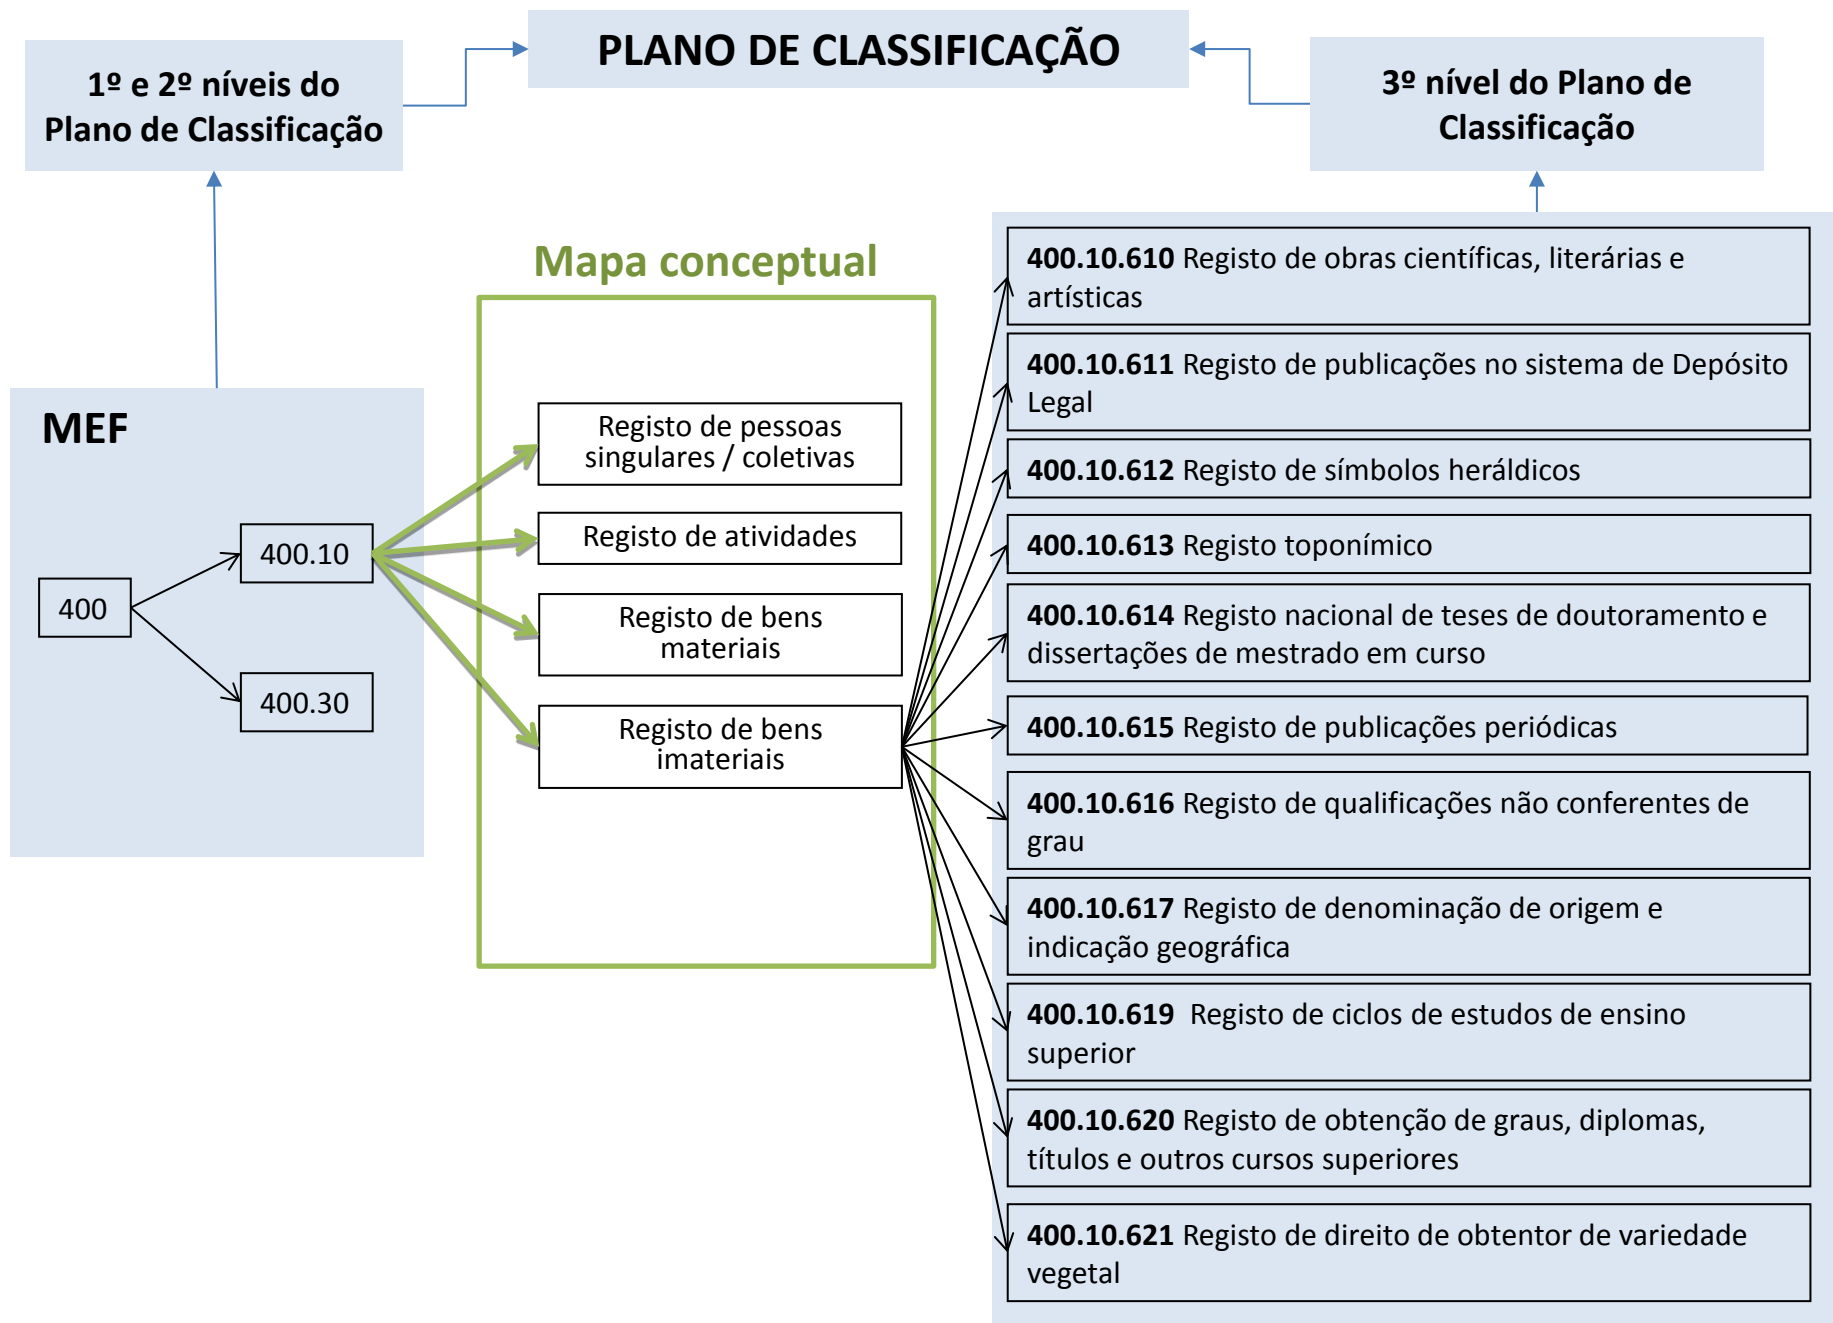 PLANO DE CLASSIFICAÇÃO
1º e 2º níveis do
Plano de Classificação
3º nível do Plano de
Classificação
Mapa conceptual
MEF
400
400.10
400.30
Registo de pessoas
singulares / coletivas
Registo de atividades
Registo de bens
materiais
Registo de bens
imateriais
400.10.610 Registo de obras científicas, literárias e
artísticas
400.10.611 Registo de publicações no sistema de Depósito
Legal
400.10.612 Registo de símbolos heráldicos
400.10.613 Registo toponímico
400.10.614 Registo nacional de teses de doutoramento e
dissertações de mestrado em curso
400.10.615 Registo de publicações periódicas
400.10.616 Registo de qualificações não conferentes de
grau
400.10.617 Registo de denominação de origem e
indicação geográfica
400.10.619 Registo de ciclos de estudos de ensino
superior
400.10.620 Registo de obtenção de graus, diplomas,
títulos e outros cursos superiores
400.10.621 Registo de direito de obtentor de variedade
vegetal